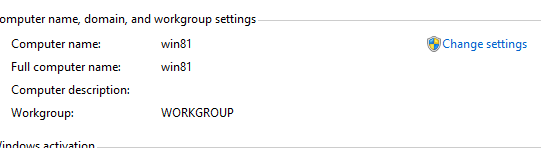 omputer name, domain, and workgroup settings
Computer name: win81 Change settings
Full computer name: win81
Computer description:
Workgroup: WORKGROUP
indows activation